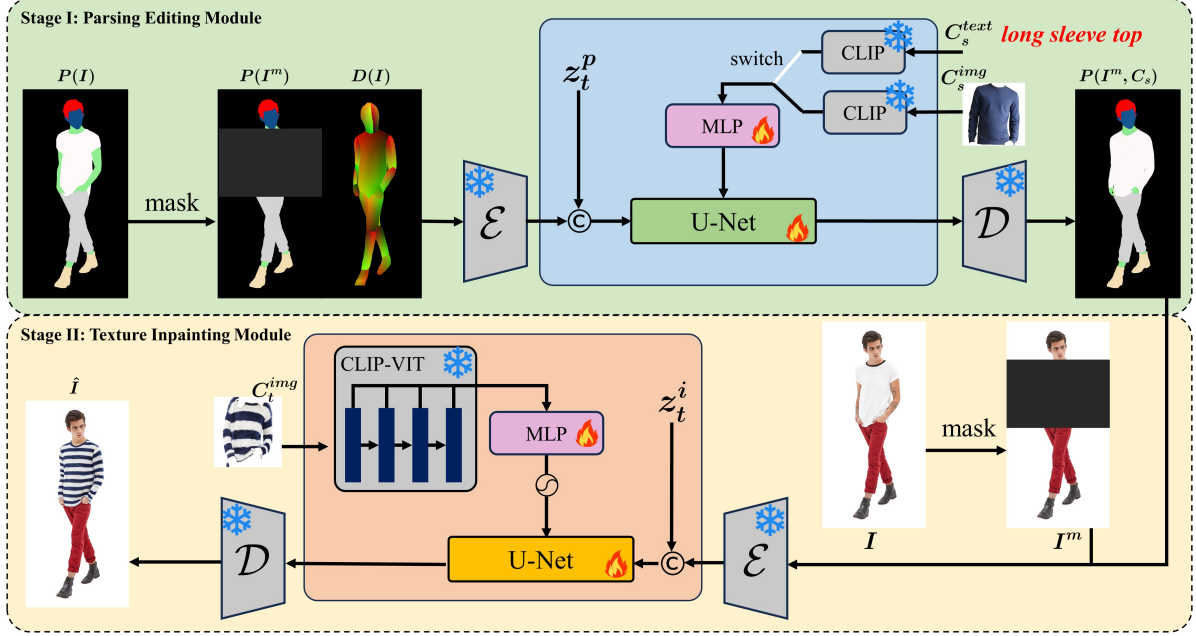 Stage I: Parsing Editing Module
P(I)
P(I^m)
D(I)
mask
ℰ
z_t^p
©
switch
CLIP
C_s^{text} long sleeve top
C_s^{img}
CLIP
MLP
U-Net
𝒟
P(I^m, C_s)
Stage II: Texture Inpainting Module
Î
C_t^{img}
CLIP-VIT
MLP
z_t^i
mask
I
I^m
𝒟
U-Net
©
ℰ